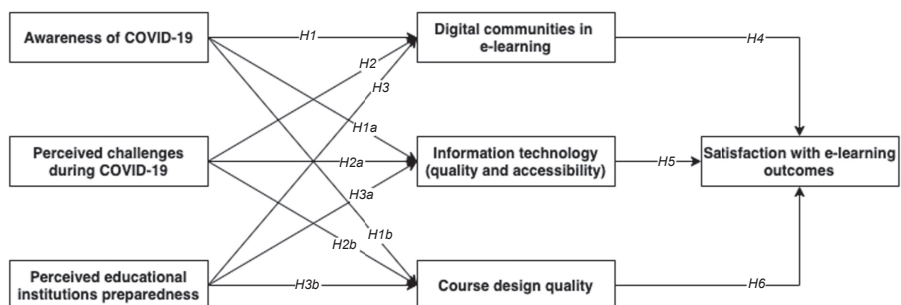 Awareness of COVID-19
H1
Digital communities in
e-learning
H4
H2
H3
H1a
Perceived challenges
during COVID-19
H2a
Information technology
(quality and accessibility)
H5
Satisfaction with e-learning
outcomes
H3a
H1b
H2b
Perceived educational
institutions preparedness
H3b
Course design quality
H6